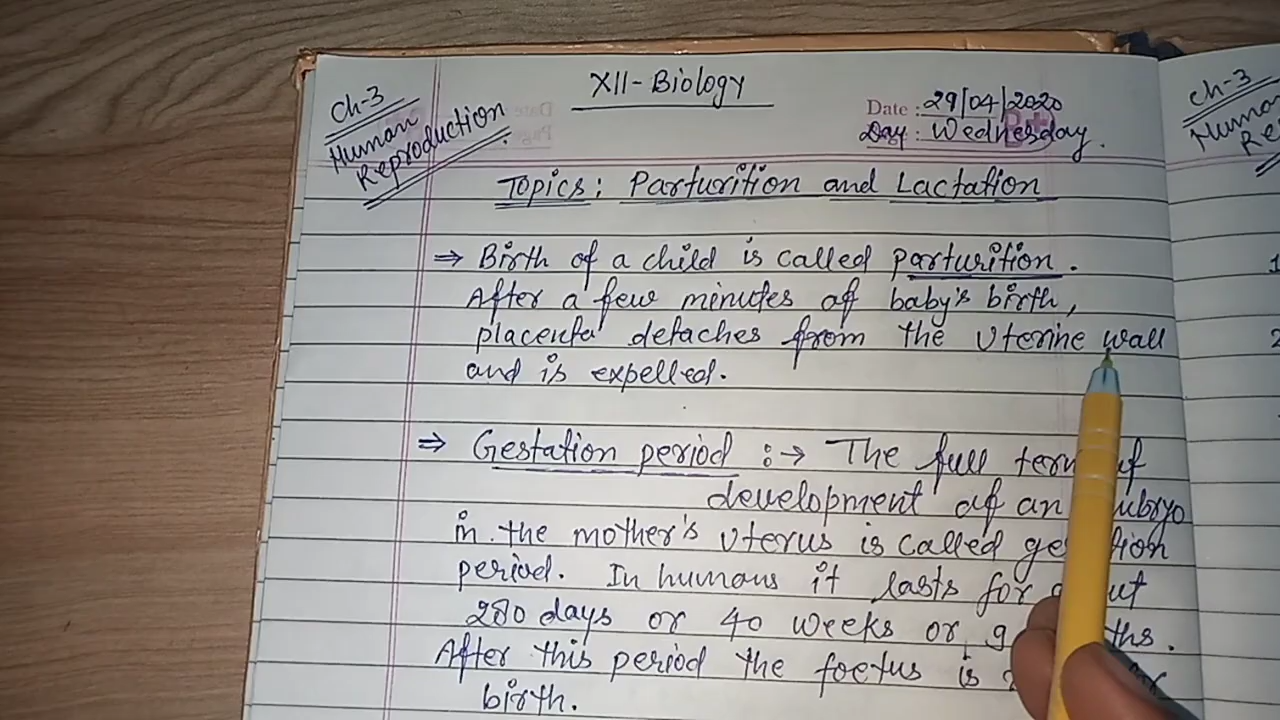 XII-Biology
Ch-3
Human
Reproduction
Date : 29/04/2020
Day : Wednesday.
Topics: Parturition and Lactation
⇒ Birth of a child is called parturition.
After a few minutes of baby's birth,
placenta detaches from the uterine wall
and is expelled.
⇒ Gestation period :→ The full term of
development of an
in the mother's uterus is called
period. In humans it lasts for
280 days or 40 weeks or 9
After this period the foetus is
birth.
Ch-3